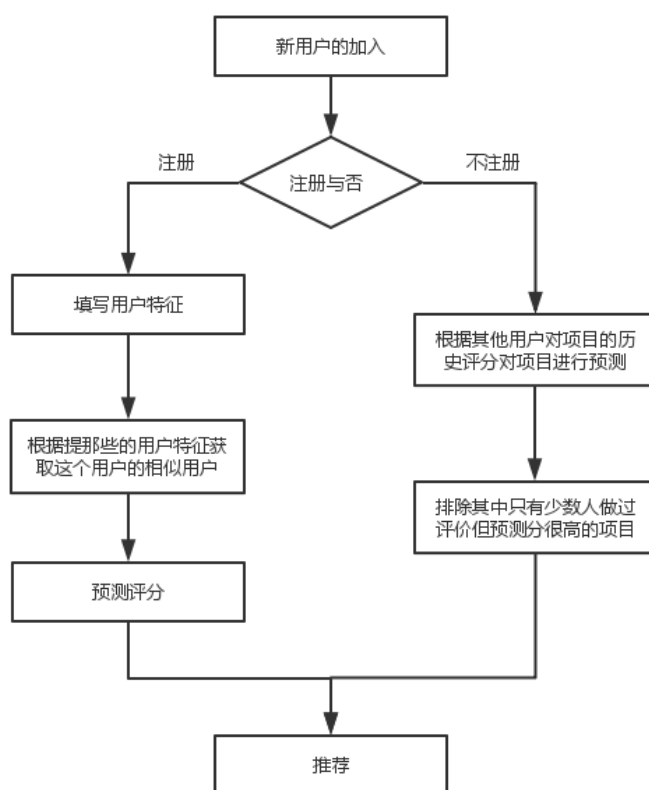 新用户的加入
注册
注册与否
不注册
填写用户特征
根据其他用户对项目的历
史评分对项目进行预测
根据提那些的用户特征获
取这个用户的相似用户
排除其中只有少数人做过
评价但预测分很高的项目
预测评分
推荐